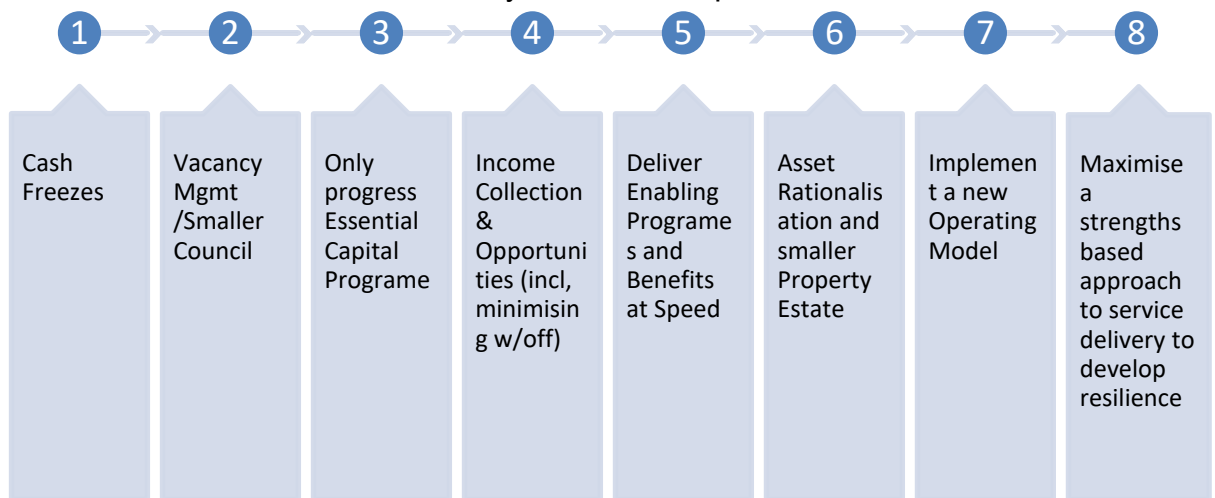 1 2 3 4 5 6 7 8
Cash
Freezes
Vacancy
Mgmt
/Smaller
Council
Only
progress
Essential
Capital
Programe
Income
Collection
&
Opportuni
ties (incl,
minimisin
g w/off)
Deliver
Enabling
Programe
s and
Benefits
at Speed
Asset
Rationalis
ation and
smaller
Property
Estate
Implemen
t a new
Operating
Model
Maximise
a
strengths
based
approach
to service
delivery to
develop
resilience